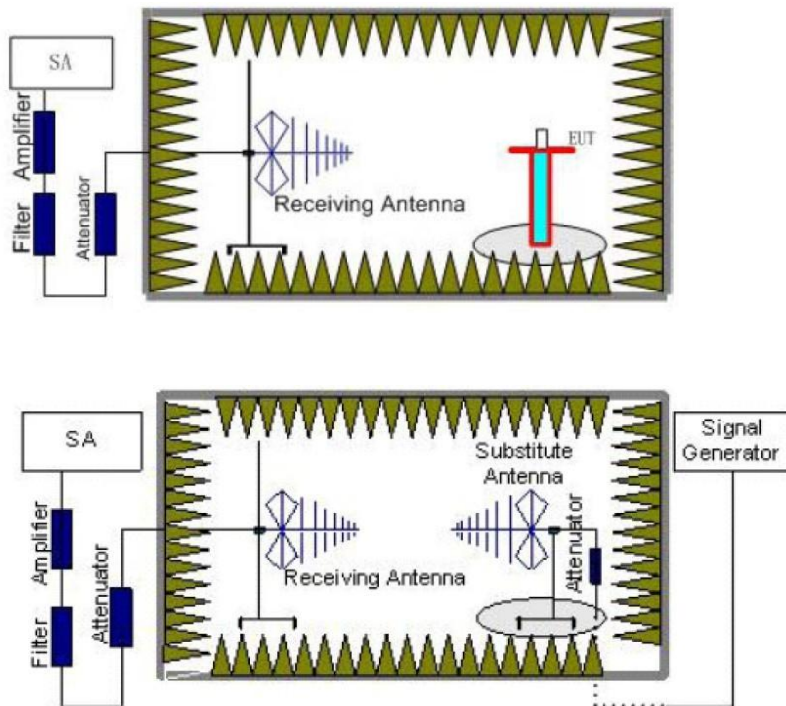 SA
Amplifier
Filter
Attenuator
Receiving Antenna
EUT
SA
Amplifier
Filter
Attenuator
Receiving Antenna
Substitute
Antenna
Attenuator
Signal
Generator